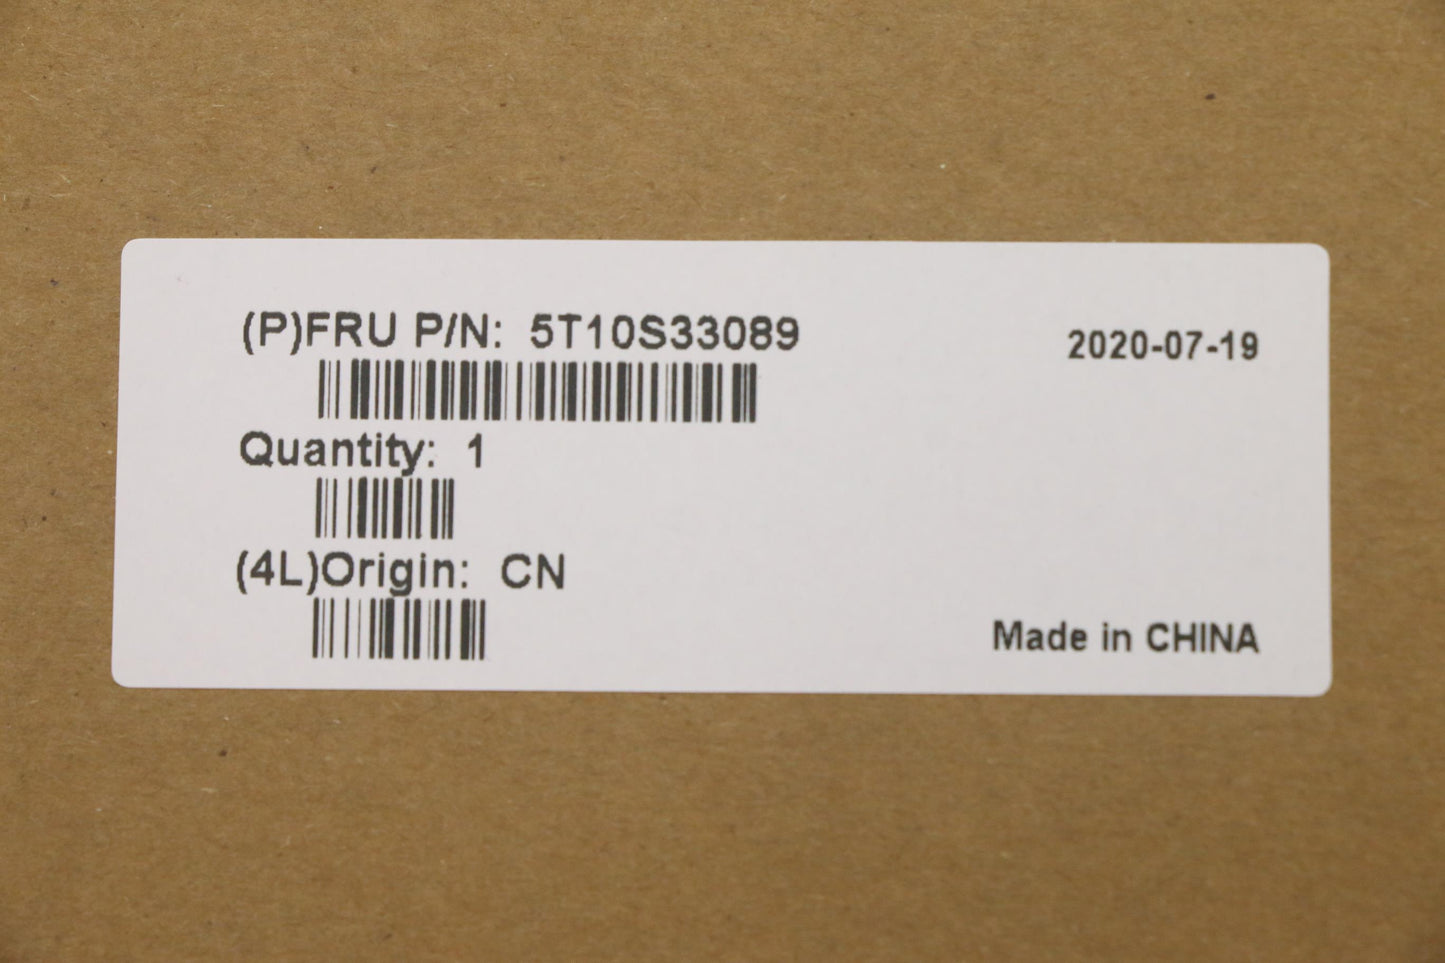 (P)FRU P/N: 5T10S33089
2020-07-19
Quantity: 1
(4L)Origin: CN
Made in CHINA